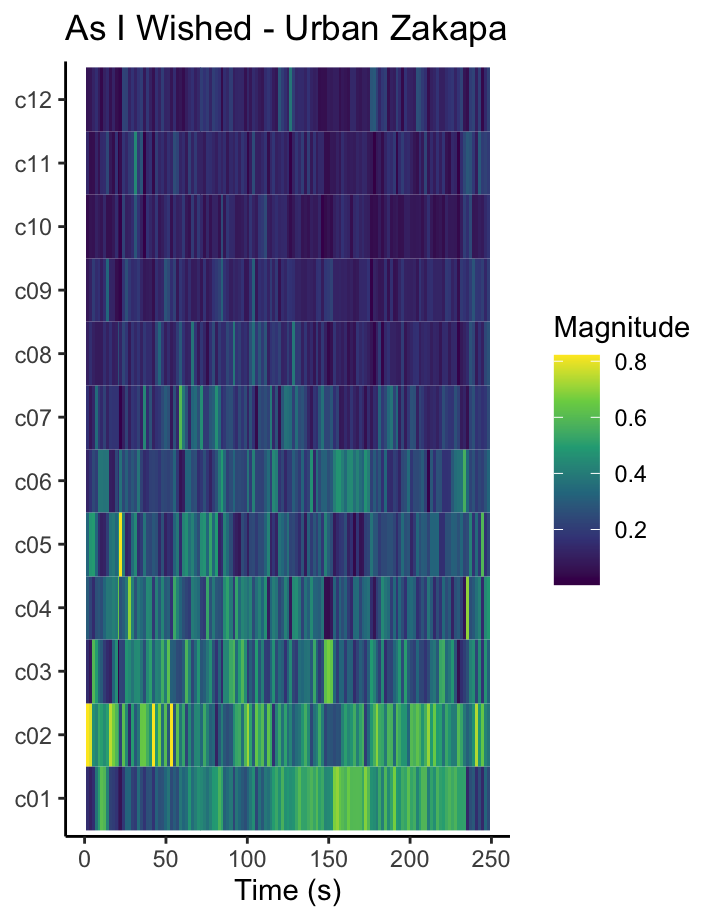 As I Wished - Urban Zakapa
c12
c11
c10
c09
c08
c07
c06
c05
c04
c03
c02
c01
0 50 100 150 200 250
Time (s)
Magnitude
0.8
0.6
0.4
0.2